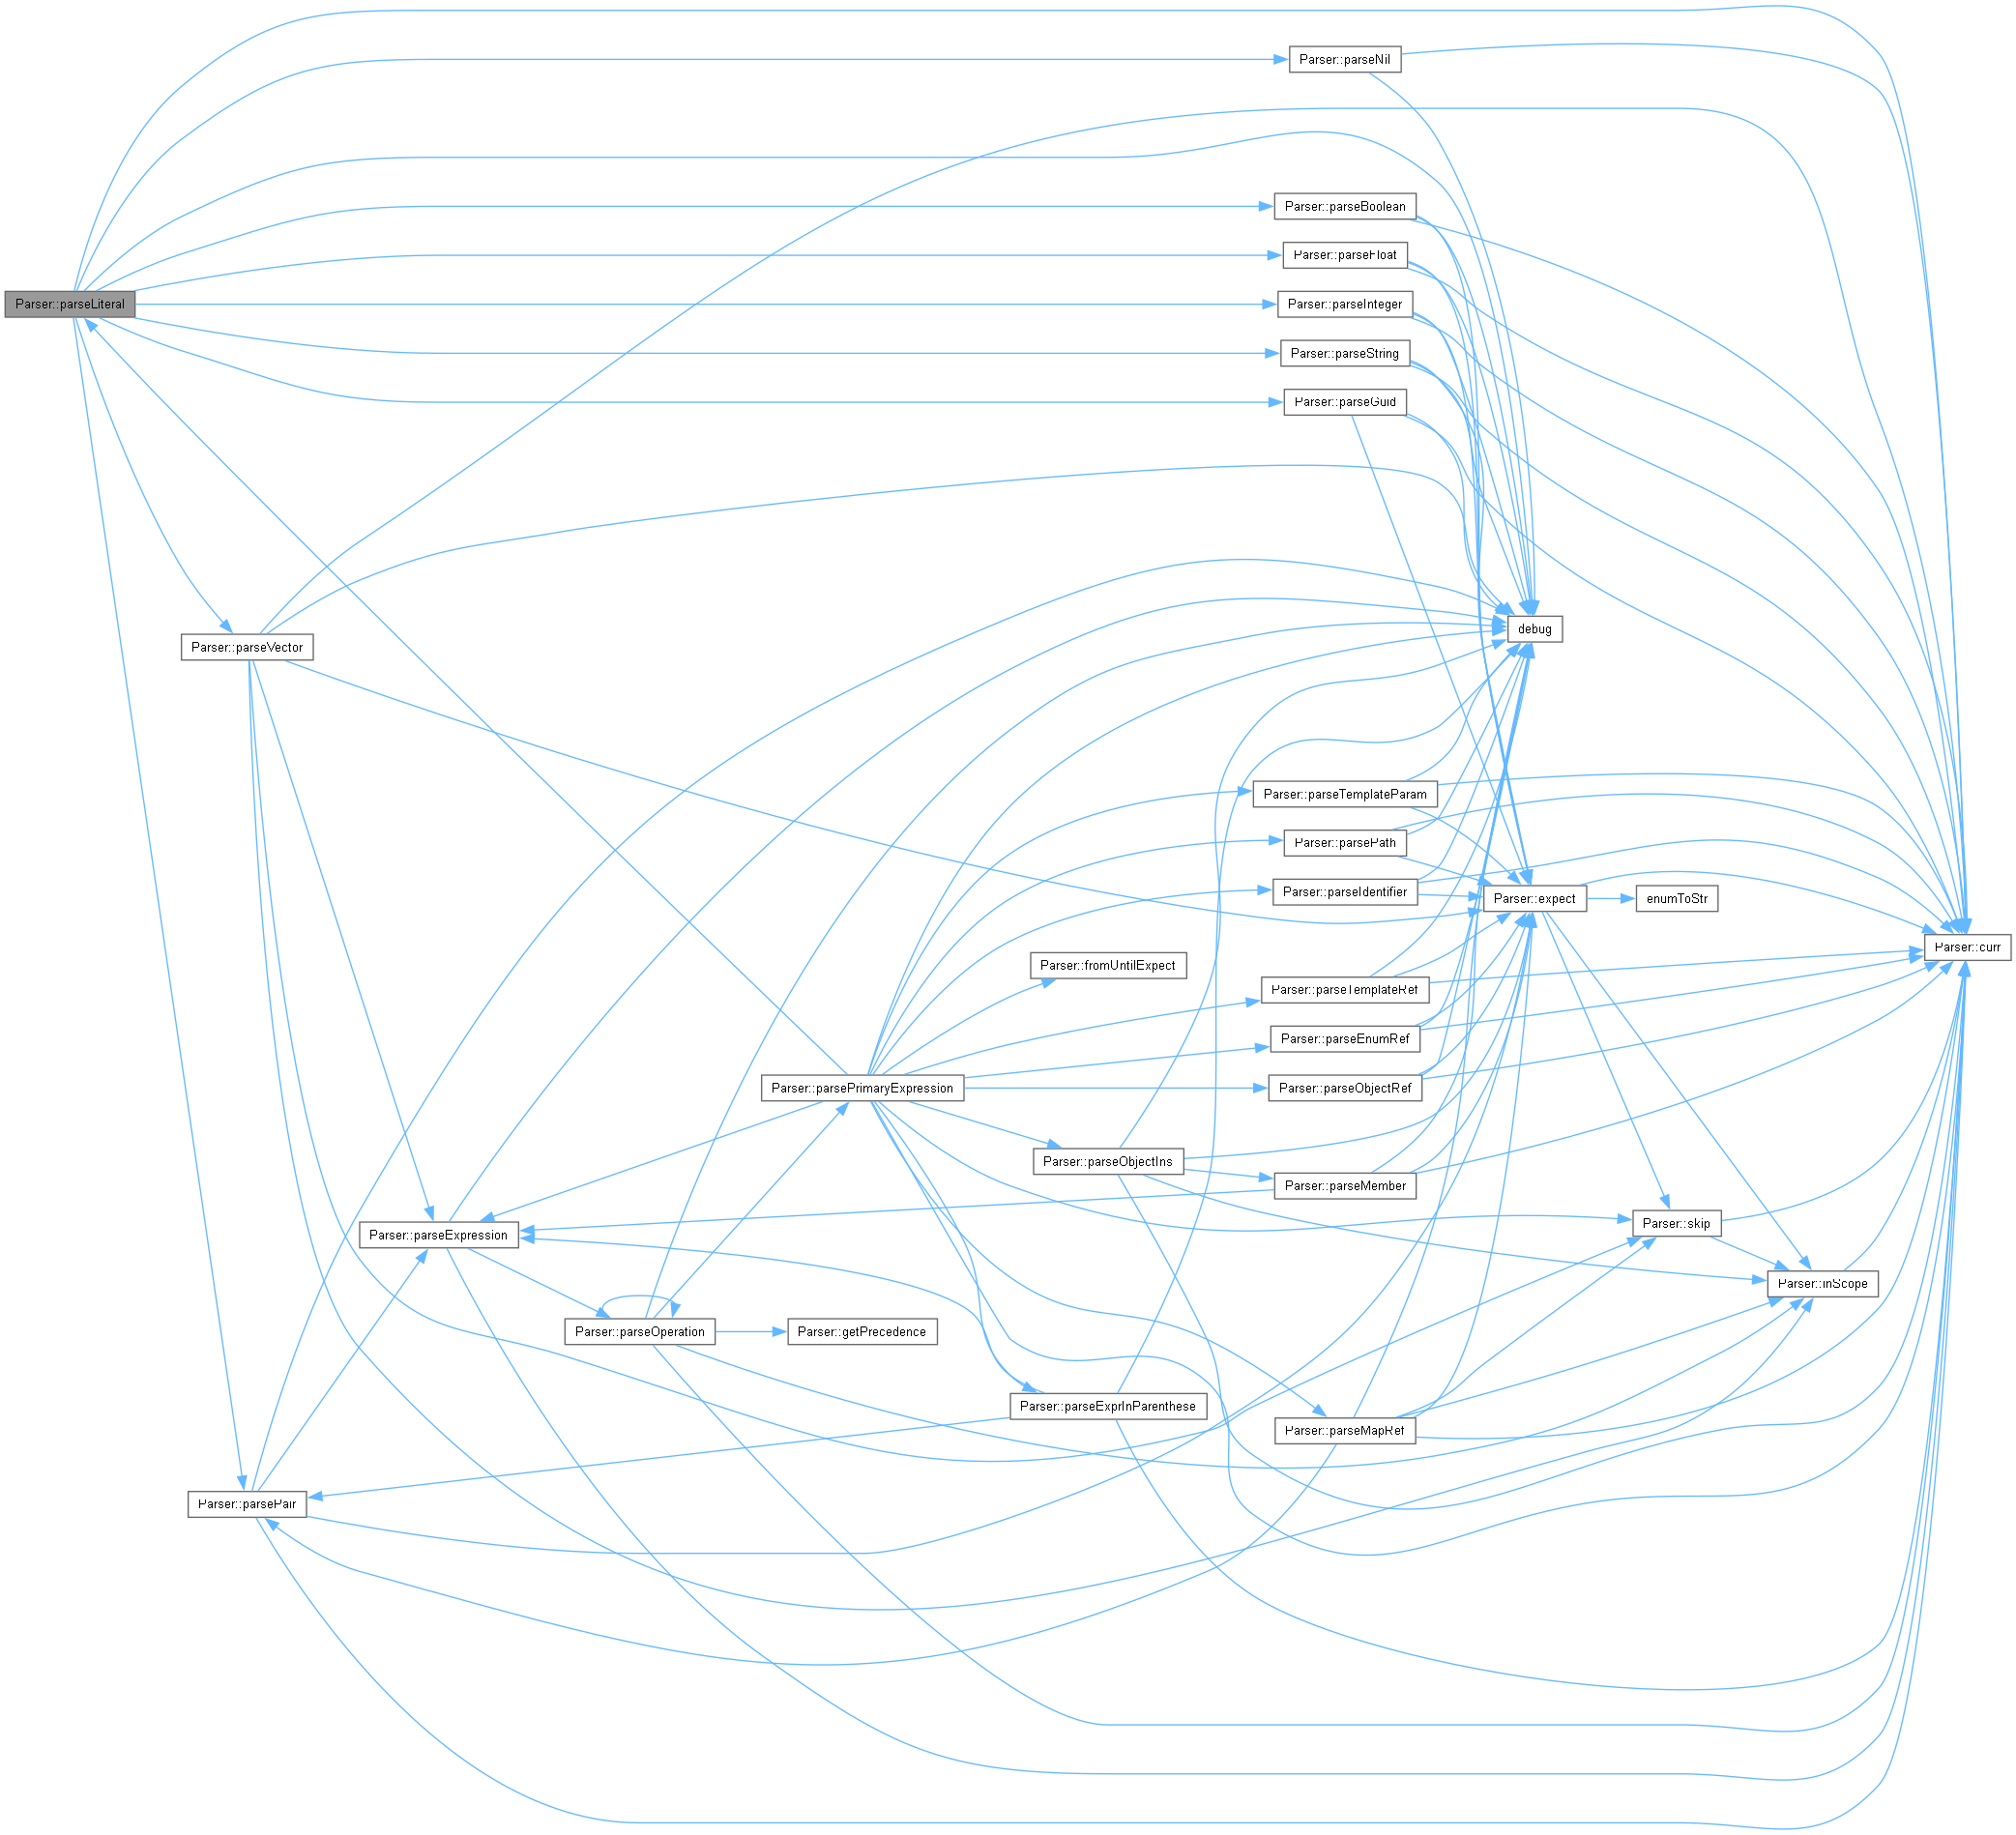 Parser::parseNil
Parser::parseBoolean
Parser::parseFloat
Parser::parseLiteral
Parser::parseInteger
Parser::parseString
Parser::parseGuid
debug
Parser::parseVector
Parser::parseTemplateParam
Parser::parsePath
Parser::parseIdentifier
Parser::expect
enumToStr
Parser::curr
Parser::fromUntilExpect
Parser::parseTemplateRef
Parser::parseEnumRef
Parser::parsePrimaryExpression
Parser::parseObjectRef
Parser::parseObjectIns
Parser::parseMember
Parser::skip
Parser::parseExpression
Parser::inScope
Parser::parseOperation
Parser::getPrecedence
Parser::parseExprInParenthese
Parser::parseMapRef
Parser::parsePair